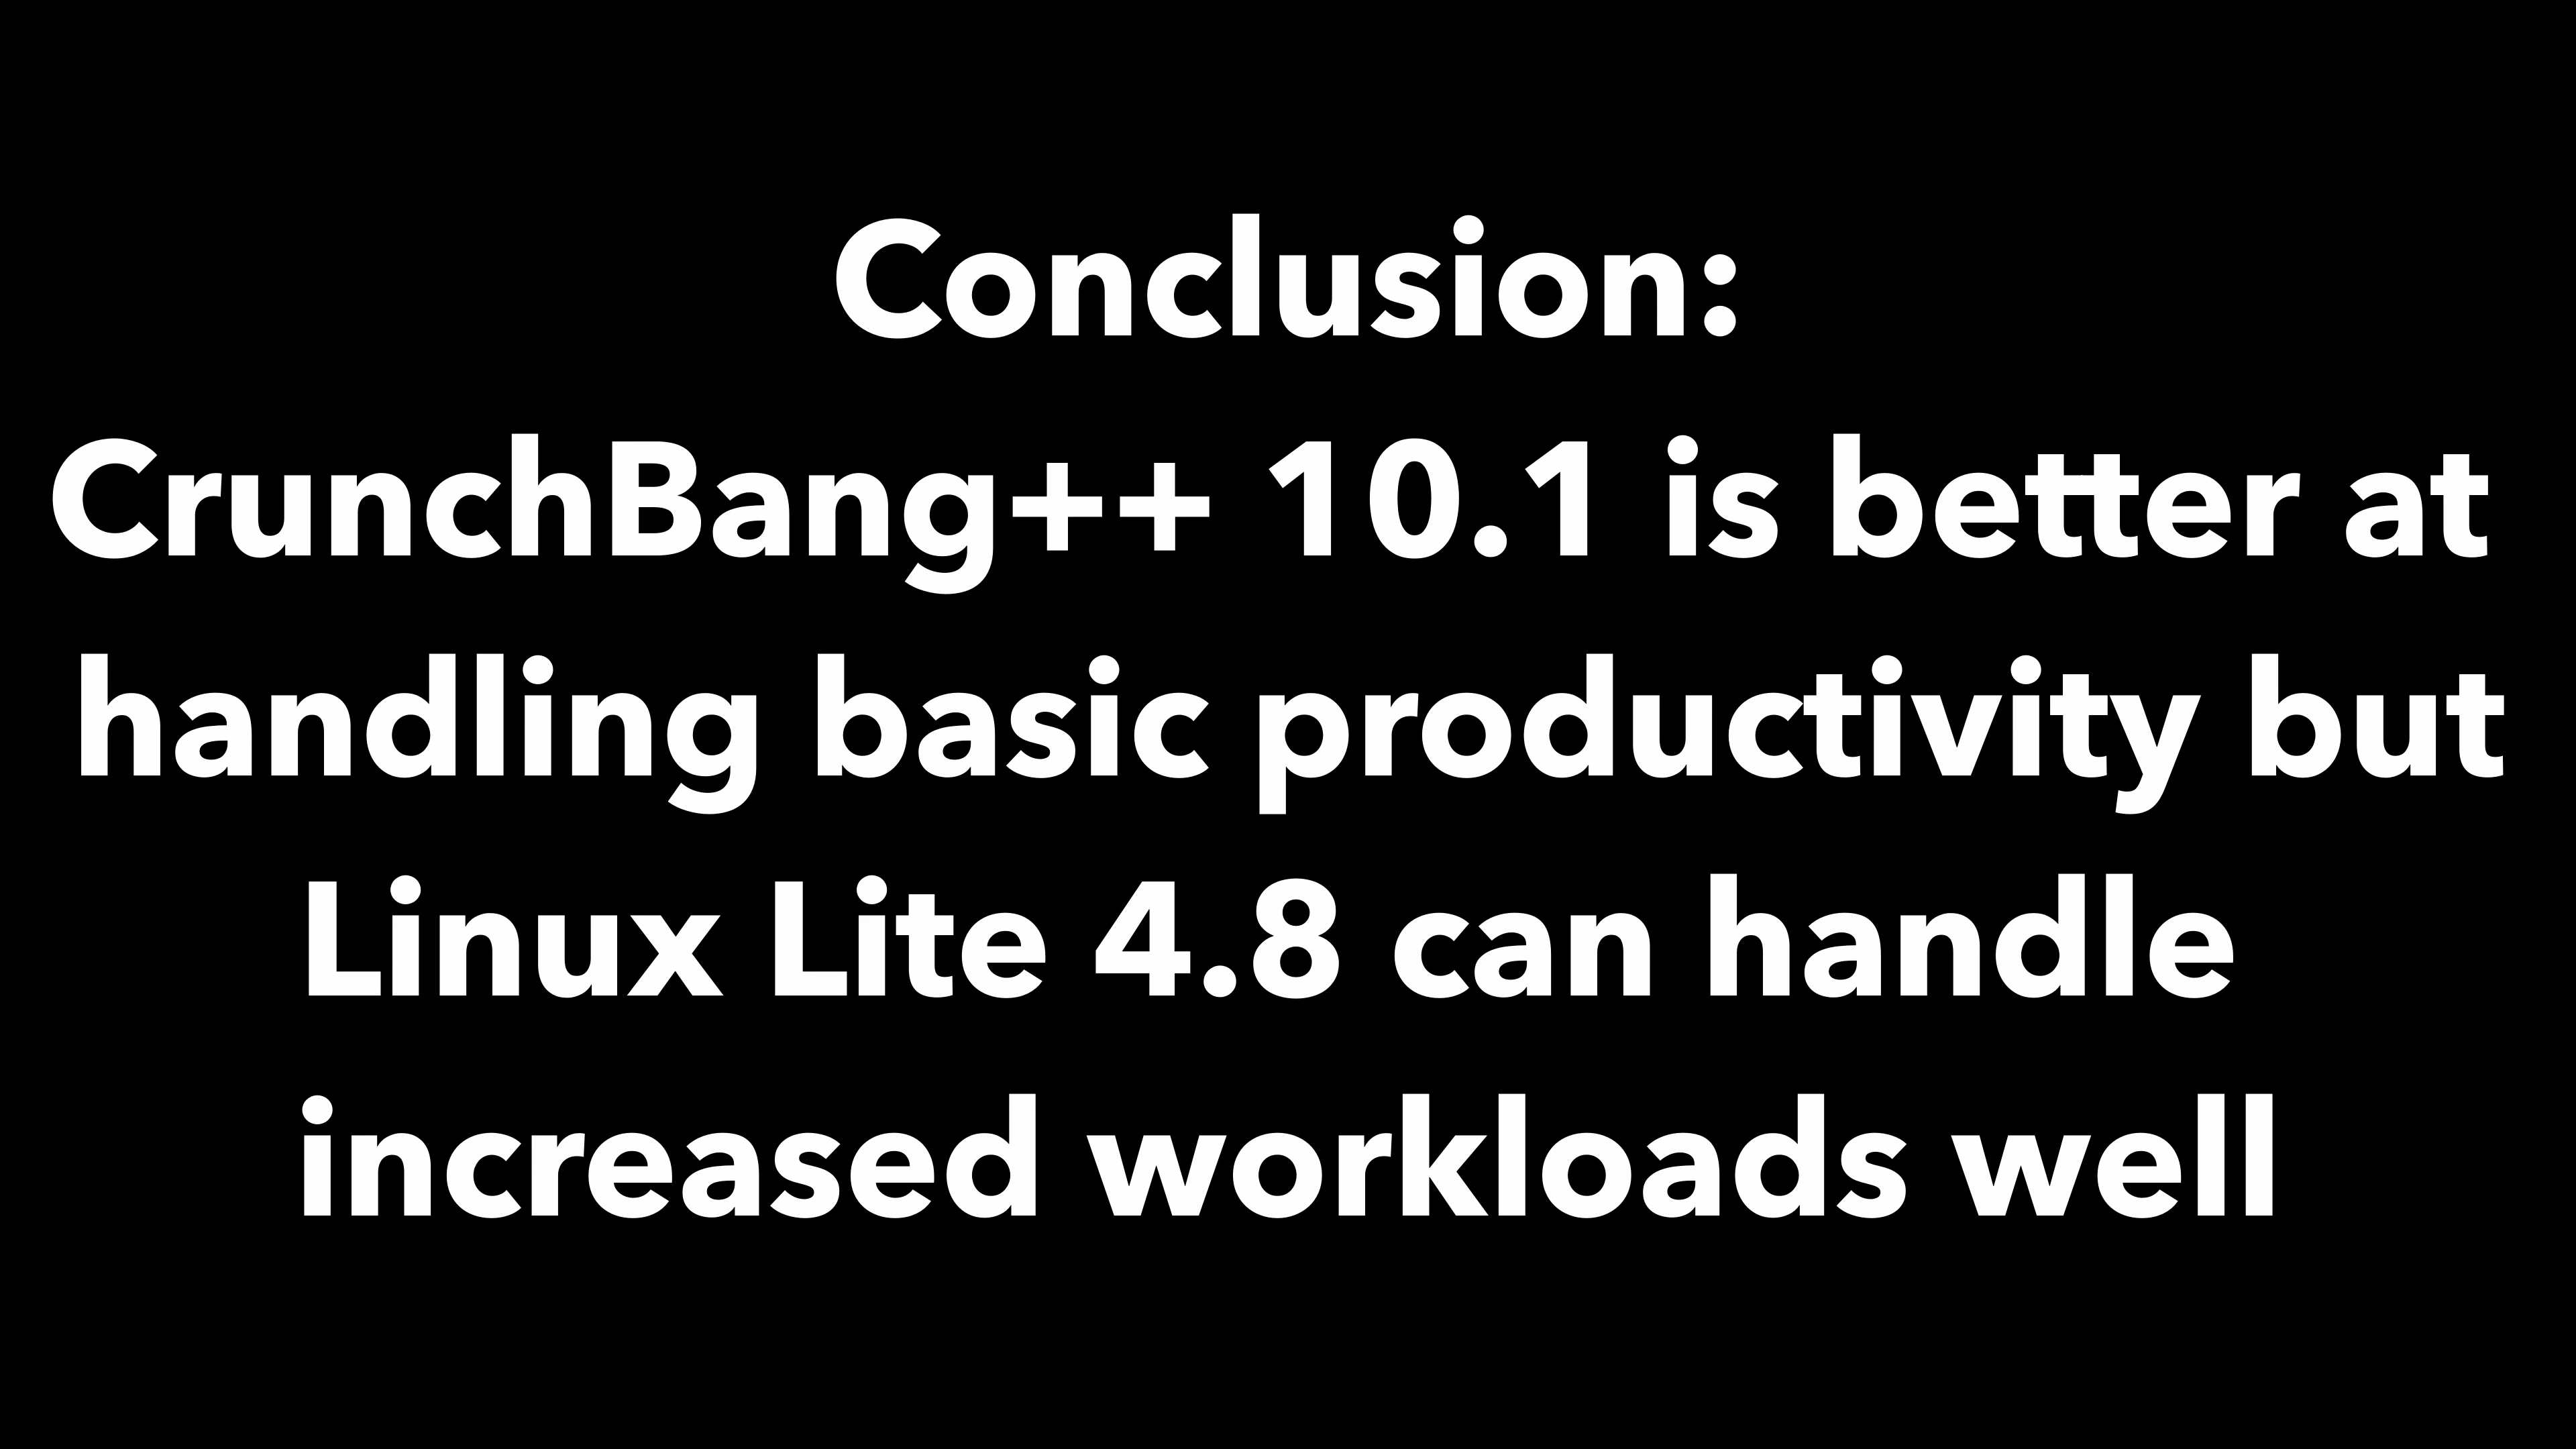 Conclusion:
CrunchBang++ 10.1 is better at
handling basic productivity but
Linux Lite 4.8 can handle
increased workloads well